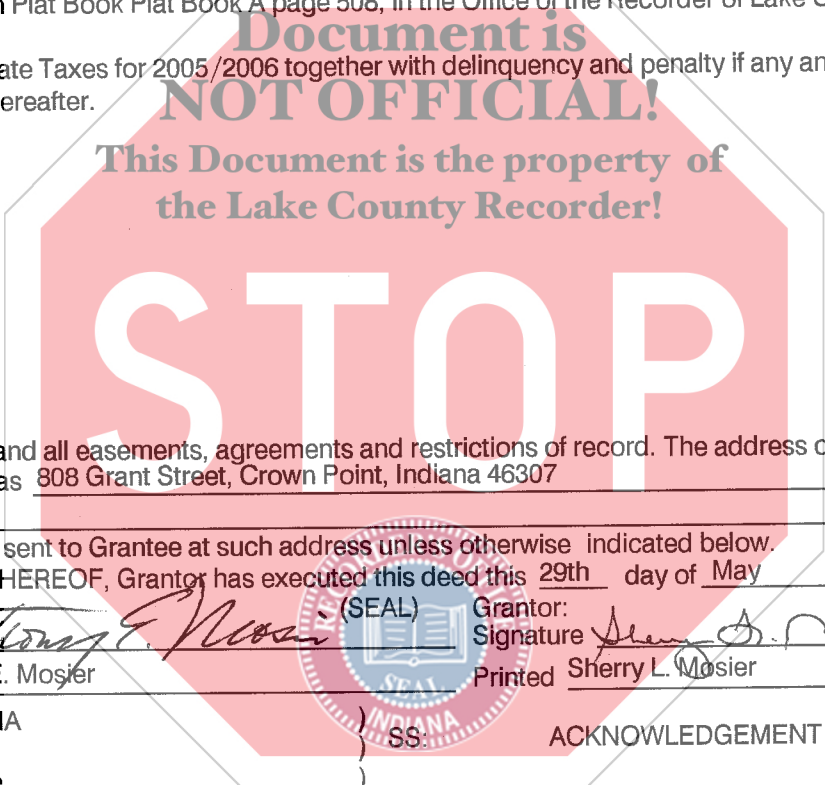 Plat Book Plat Book A page 508, in the Office of the Recorder of Lake
Document is
ate Taxes for 2005/2006 together with delinquency and penalty if any an
ereafter.
NOT OFFICIAL!
This Document is the property of
the Lake County Recorder!
STOP
and all easements, agreements and restrictions of record. The address
as 808 Grant Street, Crown Point, Indiana 46307
sent to Grantee at such address unless otherwise indicated below.
HEREOF, Grantor has executed this deed this 29th day of May
(SEAL) Grantor:
Signature
E. Mosier Printed Sherry L. Mosier
SEAL
INDIANA
SS: ACKNOWLEDGEMENT